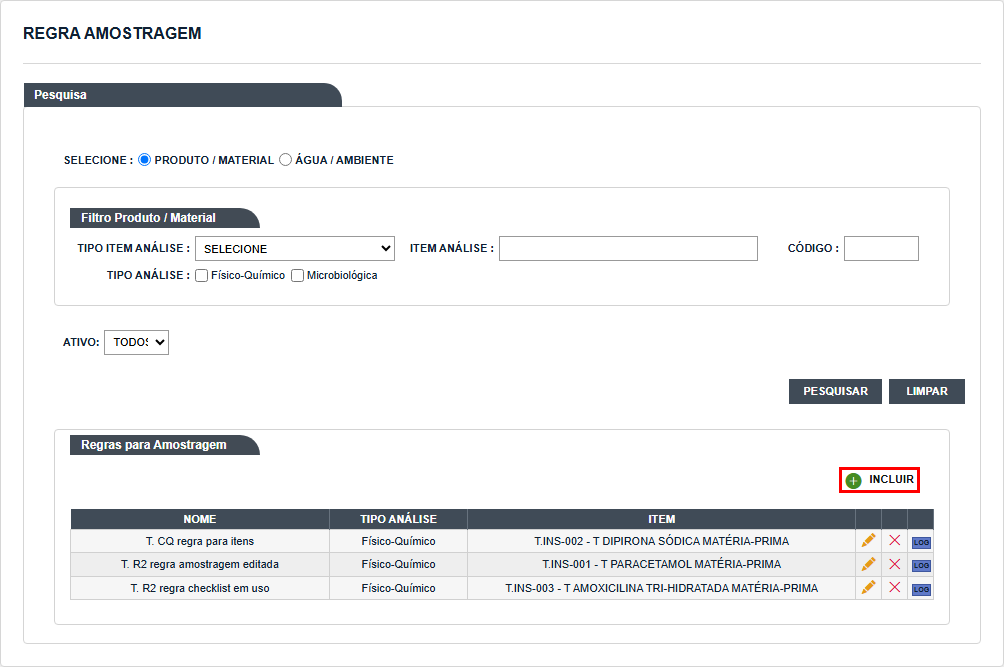 REGRA AMOSTRAGEM
Pesquisa
SELECIONE : PRODUTO / MATERIAL ÁGUA / AMBIENTE
Filtro Produto / Material
TIPO ITEM ANÁLISE : SELECIONE ITEM ANÁLISE : CÓDIGO :
TIPO ANÁLISE : Físico-Químico Microbiológica
ATIVO: TODOS
PESQUISAR LIMPAR
Regras para Amostragem
INCLUIR
NOME TIPO ANÁLISE ITEM
T. CQ regra para itens Físico-Químico T.INS-002 - T DIPIRONA SÓDICA MATÉRIA-PRIMA LOG
T. R2 regra amostragem editada Físico-Químico T.INS-001 - T PARACETAMOL MATÉRIA-PRIMA LOG
T. R2 regra checklist em uso Físico-Químico T.INS-003 - T AMOXICILINA TRI-HIDRATADA MATÉRIA-PRIMA LOG